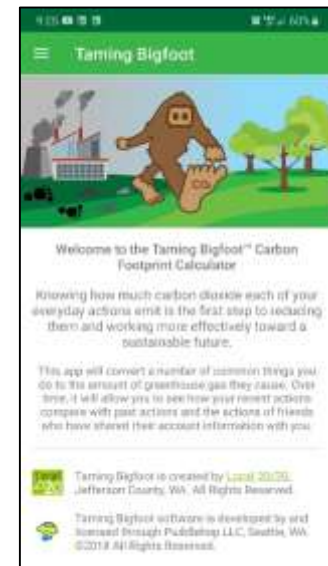 9:05 60%
Taming Bigfoot
CO₂
Welcome to the Taming Bigfoot™ Carbon
Footprint Calculator
Knowing how much carbon dioxide each of your
everyday actions emit is the first step to reducing
them and working more effectively toward a
sustainable future.
This app will convert a number of common things you
do to the amount of greenhouse gas they cause. Over
time, it will allow you to see how your recent actions
compare with past actions and the actions of friends
who have shared their account information with you.
Taming Bigfoot is created by Local 20/20,
Jefferson County, WA. All Rights Reserved.
Taming Bigfoot software is developed by and
licensed through Puddletop LLC, Seattle, WA
©2018 All Rights Reserved.